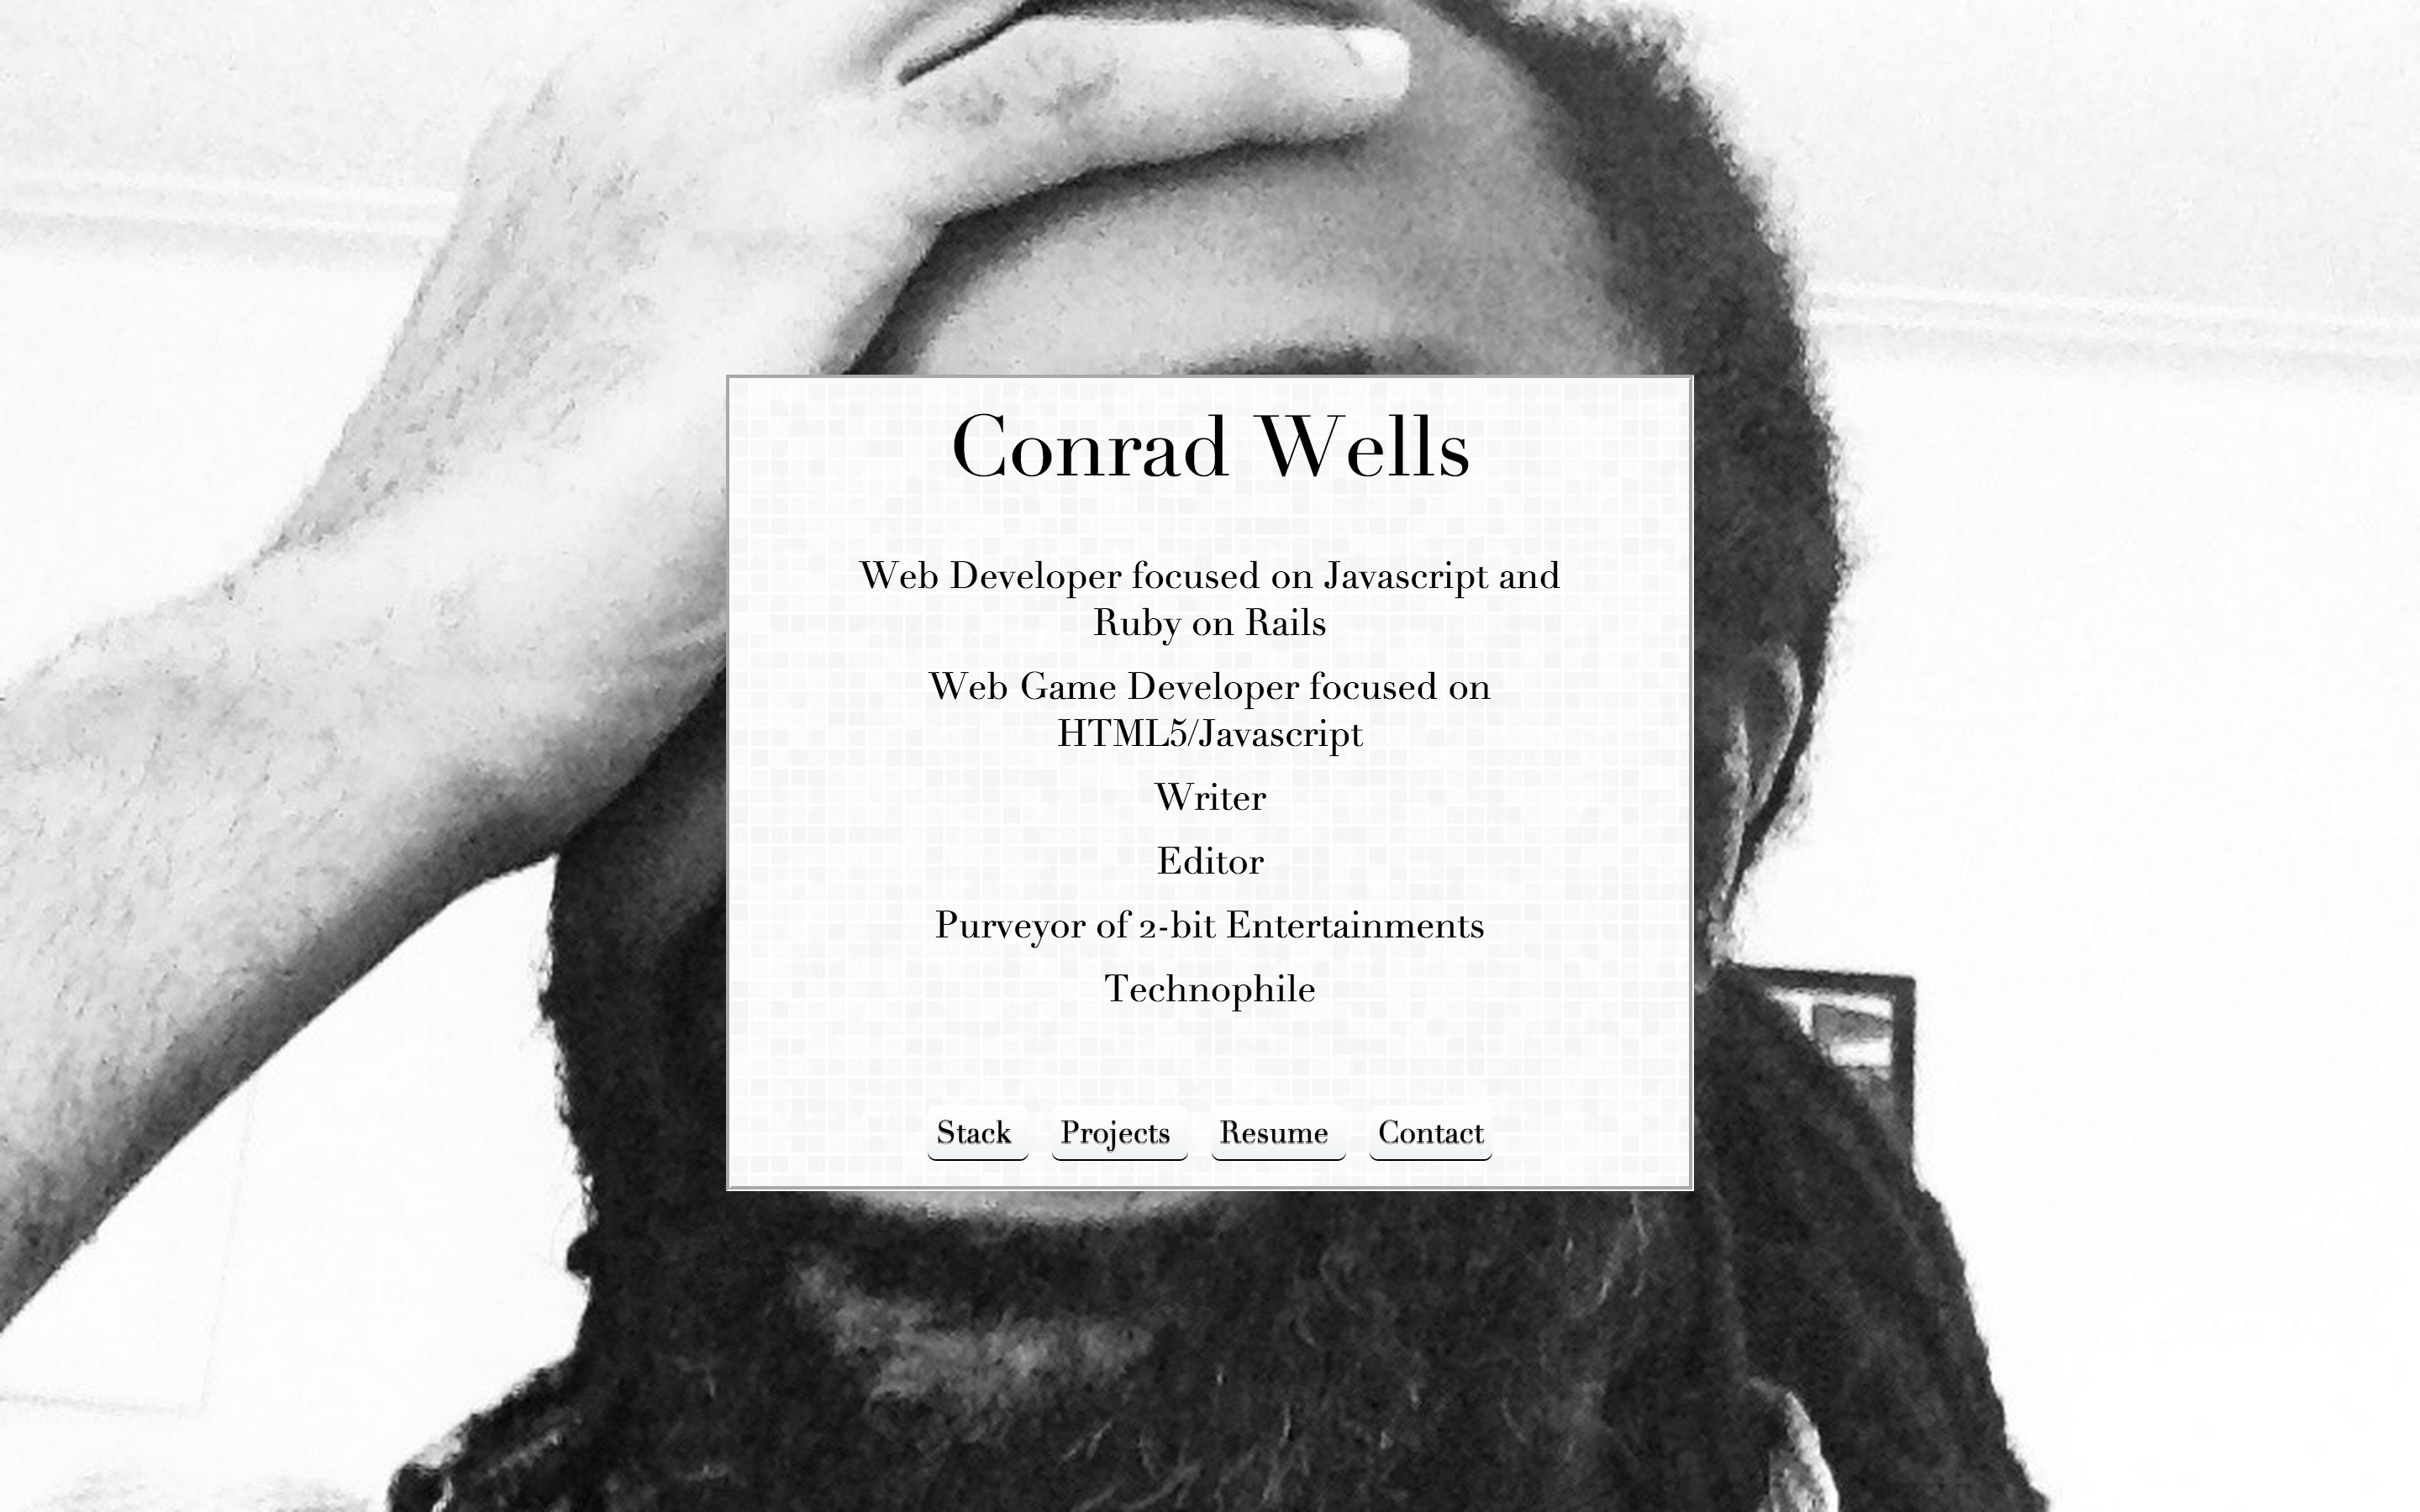 Conrad Wells
Web Developer focused on Javascript and
Ruby on Rails
Web Game Developer focused on
HTML5/Javascript
Writer
Editor
Purveyor of 2-bit Entertainments
Technophile
Stack Projects Resume Contact